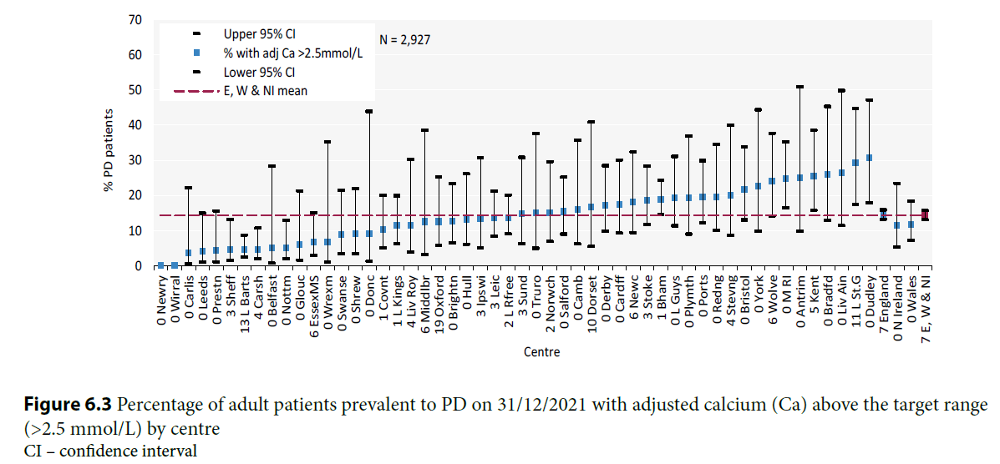 70
60
50
40
30
20
10
0
% PD patients
Upper 95% CI
% with adj Ca >2.5mmol/L
Lower 95% CI
E, W & NI mean
N = 2,927
0 Newry
0 Wirral
0 Carlis
0 Leeds
0 Prestn
3 Sheff
13 L Barts
4 Carsh
0 Belfast
0 Nottm
0 Glouc
6 EssexMS
0 Wrexm
0 Swanse
0 Shrew
0 Donc
1 Covnt
1 L Kings
4 Liv Roy
6 Middlbr
19 Oxford
0 Brightn
0 Hull
3 Ipswi
3 Leic
2 L Rfree
3 Sund
0 Truro
2 Norwch
0 Salford
0 Camb
10 Dorset
0 Derby
0 Cardff
6 Newc
3 Stoke
1 Bham
0 L Guys
0 Plymth
0 Ports
0 Redng
4 Stevng
0 Bristol
0 York
6 Wolve
0 M RI
0 Antrim
5 Kent
0 Bradfd
0 Liv Ain
11 L St.G
0 Dudley
7 England
0 N Ireland
0 Wales
7 E, W & NI
Centre
Figure 6.3 Percentage of adult patients prevalent to PD on 31/12/2021 with adjusted calcium (Ca) above the target range
(>2.5 mmol/L) by centre
CI – confidence interval